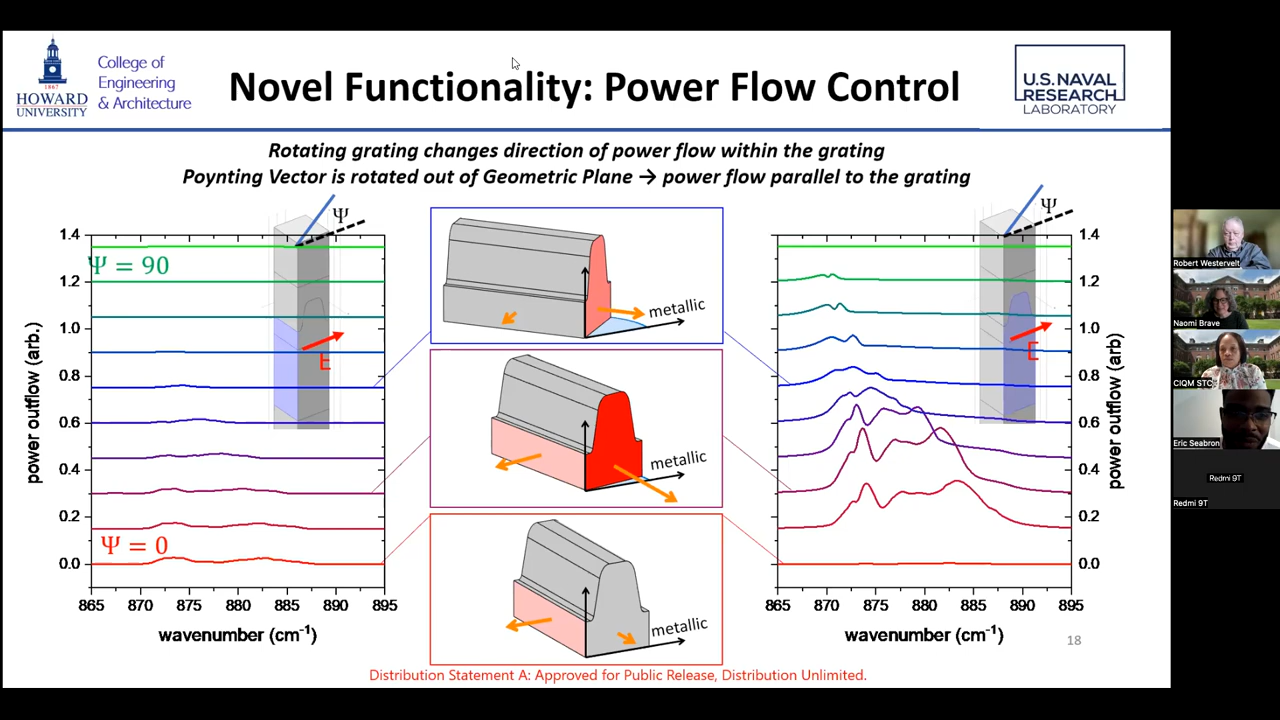 College of
Engineering
& Architecture
1867
HOWARD
UNIVERSITY
Novel Functionality: Power Flow Control
U.S. NAVAL
RESEARCH
LABORATORY
Rotating grating changes direction of power flow within the grating
Poynting Vector is rotated out of Geometric Plane → power flow parallel to the grating
Ψ
Ψ = 90
E
Ψ = 0
1.4
1.2
1.0
0.8
0.6
0.4
0.2
0.0
power outflow (arb.)
865 870 875 880 885 890 895
wavenumber (cm⁻¹)
metallic
metallic
metallic
Ψ
E
1.4
1.2
1.0
0.8
0.6
0.4
0.2
0.0
power outflow (arb)
865 870 875 880 885 890 895
wavenumber (cm⁻¹)
18
Distribution Statement A: Approved for Public Release, Distribution Unlimited.
Robert Westervelt
Naomi Brave
CIQM STC
Eric Seabron
Redmi 9T
Redmi 9T